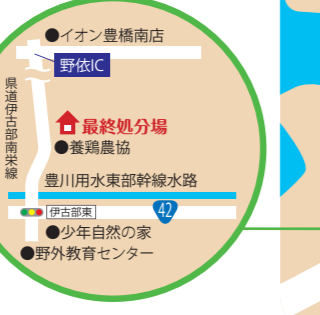 ●イオン豊橋南店
野依IC
県道伊古部南栄線
最終処分場
●養鶏農協
豊川用水東部幹線水路
伊古部東
42
●少年自然の家
●野外教育センター